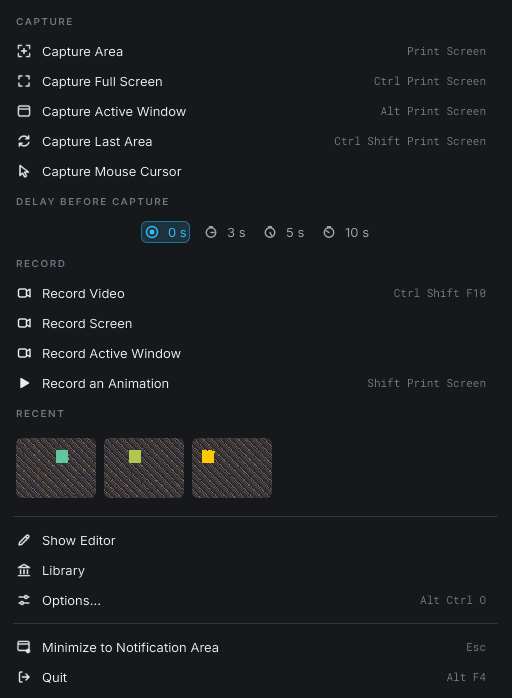 CAPTURE
Capture Area Print Screen
Capture Full Screen Ctrl Print Screen
Capture Active Window Alt Print Screen
Capture Last Area Ctrl Shift Print Screen
Capture Mouse Cursor
DELAY BEFORE CAPTURE
0 s 3 s 5 s 10 s
RECORD
Record Video Ctrl Shift F10
Record Screen
Record Active Window
Record an Animation Shift Print Screen
RECENT
Show Editor
Library
Options... Alt Ctrl O
Minimize to Notification Area Esc
Quit Alt F4